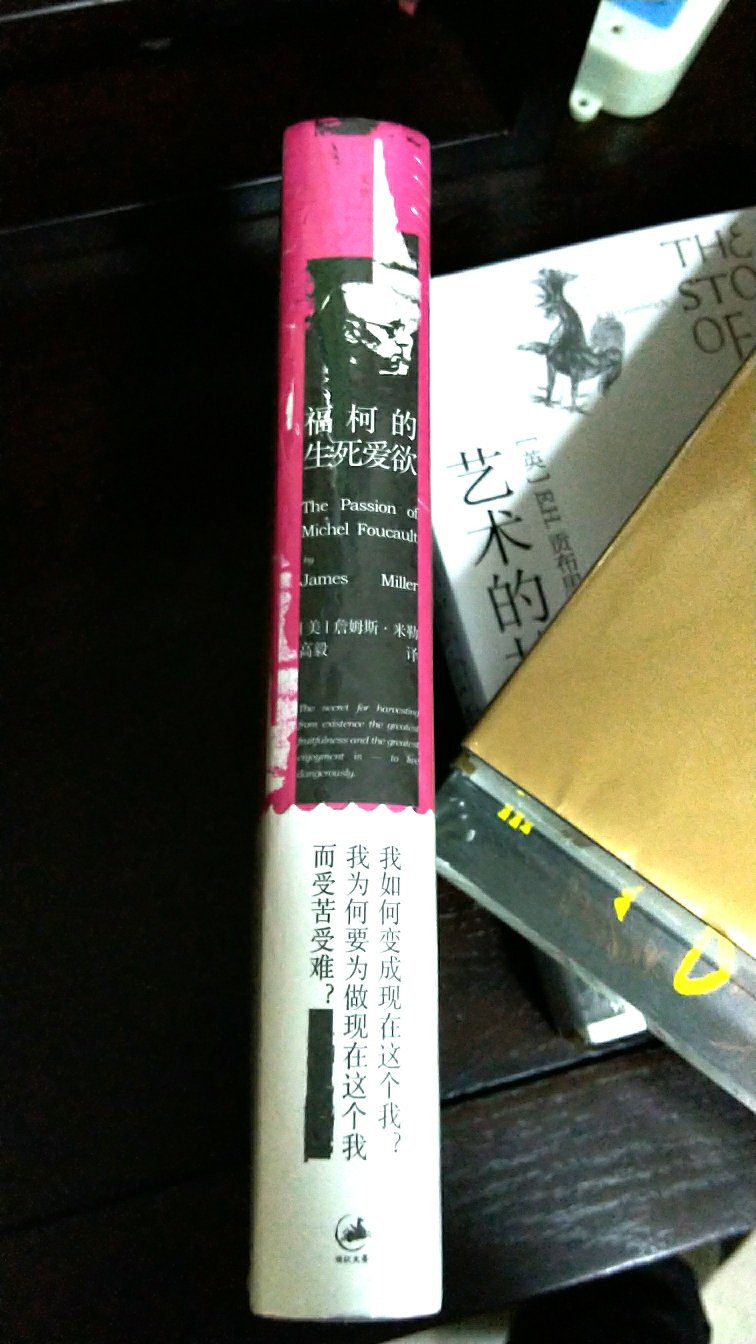 福柯的
生死爱欲
The Passion of
Michel Foucault
by
James Miller
[美] 詹姆斯·米勒
高毅 译
The secret for harvesting
from existence the greatest
fruitfulness and the greatest
enjoyment is — to live
dangerously.
我如何变成现在这个我?
我为何要为做现在这个我
而受苦受难?
THE
STO
OF
[英] E.H. 贡布里
艺术的